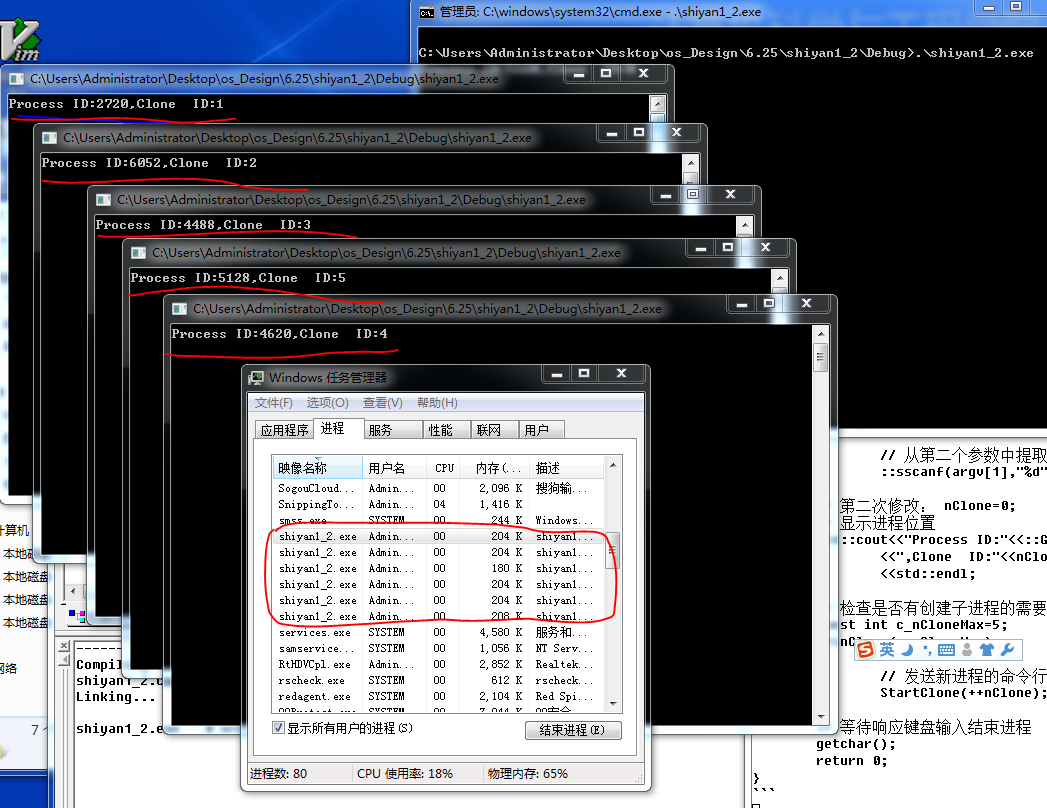 Vim
管理员: C:\windows\system32\cmd.exe - .\shiyan1_2.exe
C:\Users\Administrator\Desktop\os_Design\6.25\shiyan1_2\Debug>.\shiyan1_2.exe
C:\Users\Administrator\Desktop\os_Design\6.25\shiyan1_2\Debug\shiyan1_2.exe
Process ID:2720,Clone  ID:1
C:\Users\Administrator\Desktop\os_Design\6.25\shiyan1_2\Debug\shiyan1_2.exe
Process ID:6052,Clone  ID:2
C:\Users\Administrator\Desktop\os_Design\6.25\shiyan1_2\Debug\shiyan1_2.exe
Process ID:4488,Clone  ID:3
C:\Users\Administrator\Desktop\os_Design\6.25\shiyan1_2\Debug\shiyan1_2.exe
Process ID:5128,Clone  ID:5
C:\Users\Administrator\Desktop\os_Design\6.25\shiyan1_2\Debug\shiyan1_2.exe
Process ID:4620,Clone  ID:4
Windows 任务管理器
文件(F) 选项(O) 查看(V) 帮助(H)
应用程序 进程 服务 性能 联网 用户
映像名称 用户名 CPU 内存(... 描述
SogouCloud... Admin... 00 2,096 K 搜狗输...
SnippingTo... Admin... 04 1,416 K
smss.exe SYSTEM 00 244 K Windows...
shiyan1_2.exe Admin... 00 204 K shiyan1...
shiyan1_2.exe Admin... 00 204 K shiyan1...
shiyan1_2.exe Admin... 00 180 K shiyan1...
shiyan1_2.exe Admin... 00 204 K shiyan1...
shiyan1_2.exe Admin... 00 204 K shiyan1...
shiyan1_2.exe Admin... 00 208 K shiyan1...
services.exe SYSTEM 00 4,580 K 服务和...
samservice... SYSTEM 00 1,056 K NT Serv...
RtHDVCpl.exe Admin... 00 2,852 K Realtek...
rscheck.exe SYSTEM 00 612 K rscheck...
redagent.exe SYSTEM 00 2,104 K Red Spi...
显示所有用户的进程(S)
结束进程(E)
进程数: 80 CPU 使用率: 18% 物理内存: 65%
// 从第二个参数中提取
::sscanf(argv[1],"%d"
第二次修改: nClone=0;
显示进程位置
::cout<<"Process ID:"<<::G
<<",Clone  ID:"<<nClo
<<std::endl;
检查是否有创建子进程的需要
st int c_nCloneMax=5;
英
// 发送新进程的命令行
StartClone(++nClone);
等待响应键盘输入结束进程
getchar();
return 0;
}
```
计算机
本地磁
本地磁盘
本地磁盘
本地磁盘
网络
7
Compil
shiyan1_2.c
Linking...
shiyan1_2.e